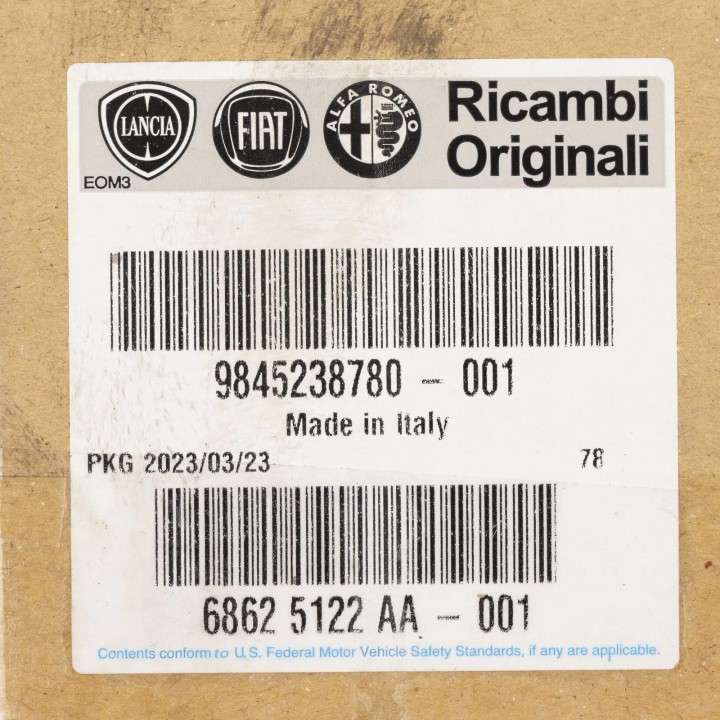 LANCIA
FIAT
ALFA ROMEO
Ricambi
Originali
EOM3
9845238780 - 001
Made in Italy
PKG 2023/03/23 78
6862 5122 AA - 001
Contents conform to U.S. Federal Motor Vehicle Safety Standards, if any are applicable.